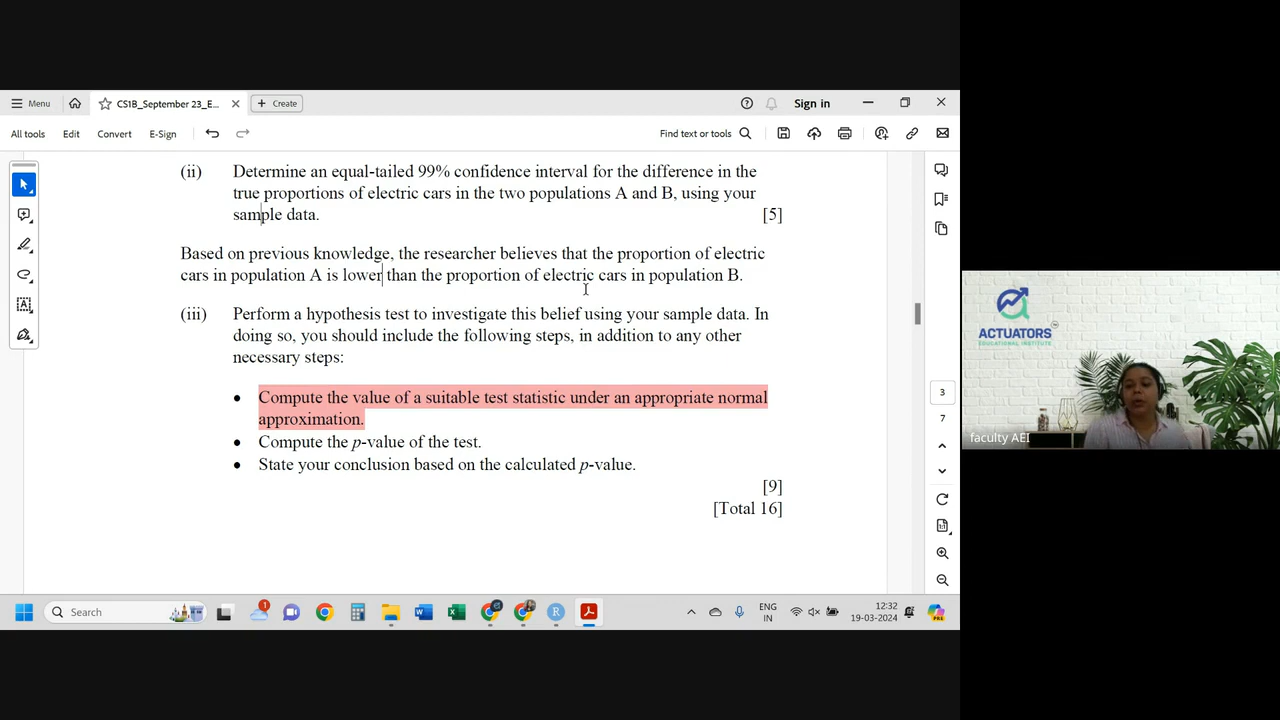 Menu
CS1B_September 23_E...
Create
Sign in
All tools
Edit
Convert
E-Sign
Find text or tools
(ii) Determine an equal-tailed 99% confidence interval for the difference in the
true proportions of electric cars in the two populations A and B, using your
sample data. [5]
Based on previous knowledge, the researcher believes that the proportion of electric
cars in population A is lower than the proportion of electric cars in population B.
(iii) Perform a hypothesis test to investigate this belief using your sample data. In
doing so, you should include the following steps, in addition to any other
necessary steps:
• Compute the value of a suitable test statistic under an appropriate normal
approximation.
• Compute the p-value of the test.
• State your conclusion based on the calculated p-value.
[9]
[Total 16]
3
7
ACTUATORS
EDUCATIONAL INSTITUTE
faculty AEI
Search
1
ENG
IN
12:32
19-03-2024
PRE